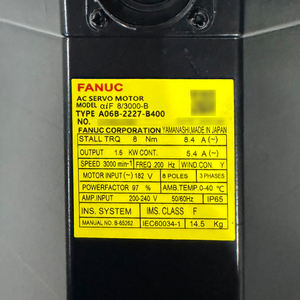 FANUC
AC SERVO MOTOR
MODEL αiF 8/3000-B
TYPE A06B-2227-B400
NO.
FANUC CORPORATION YAMANASHI, MADE IN JAPAN
STALL TRQ 8 Nm 8.4 A(~)
OUTPUT 1.6 kW CONT. 5.4 A(~)
SPEED 3000 min⁻¹ FREQ 200 Hz WIND CON. Y
INPUT(~)MOTOR 182 V 8 POLES 3 PHASES
POWERFACTOR 97 % AMB.TEMP.0-40 ℃
AMP.INPUT 200-240 V 50/60Hz IP65
INS. SYSTEM IMS. CLASS F
MANUAL NO. B-65262 IEC60034-1 14.5 Kg